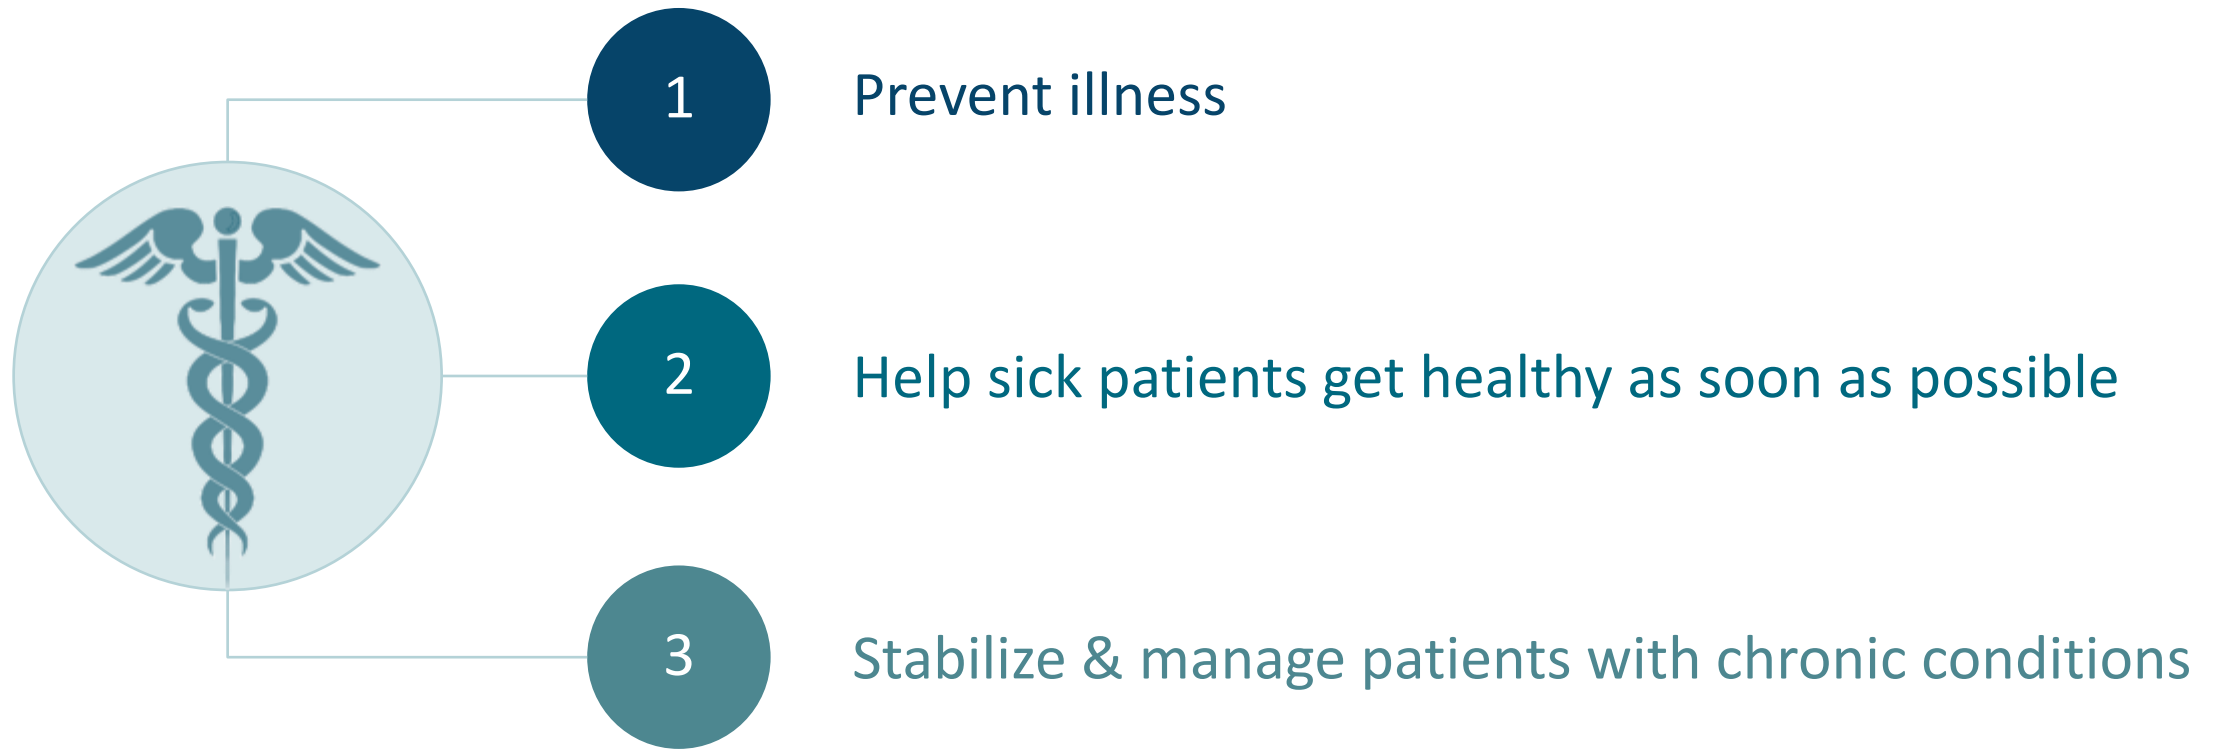 1
Prevent illness
2
Help sick patients get healthy as soon as possible
3
Stabilize & manage patients with chronic conditions